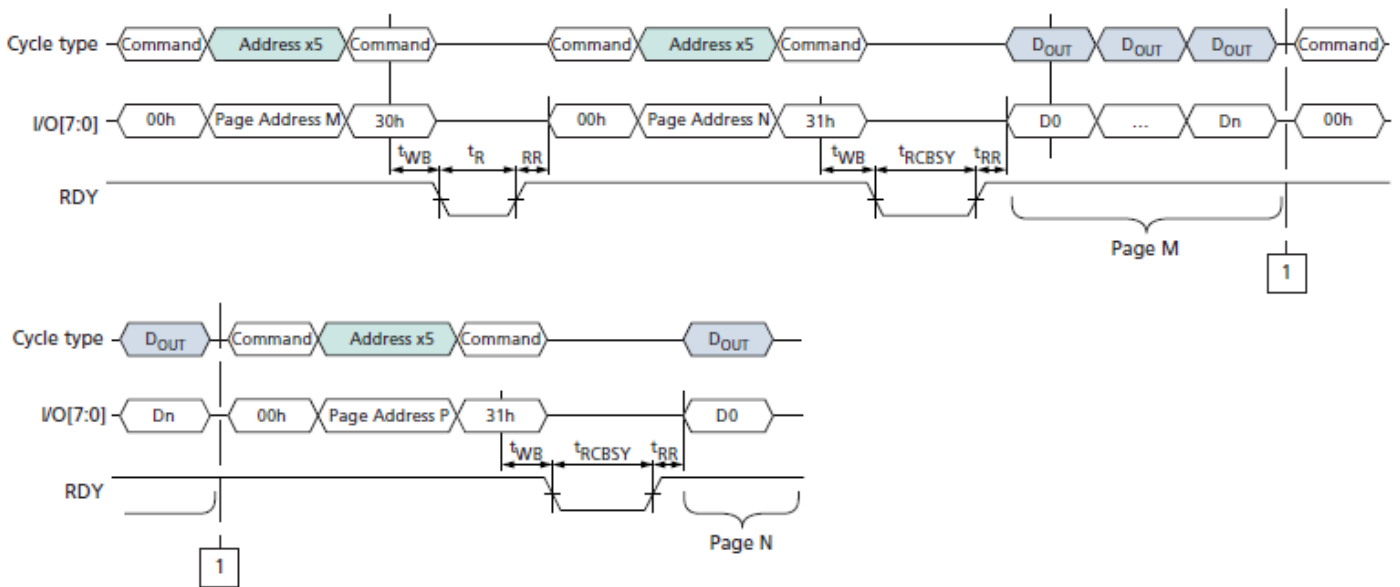 Cycle type Command Address x5 Command Command Address x5 Command DOUT DOUT DOUT Command
I/O[7:0] 00h Page Address M 30h 00h Page Address N 31h D0 ... Dn 00h
tWB tR RR tWB tRCBSY tRR
RDY
Page M
1
Cycle type DOUT Command Address x5 Command DOUT
I/O[7:0] Dn 00h Page Address P 31h D0
tWB tRCBSY tRR
RDY
Page N
1